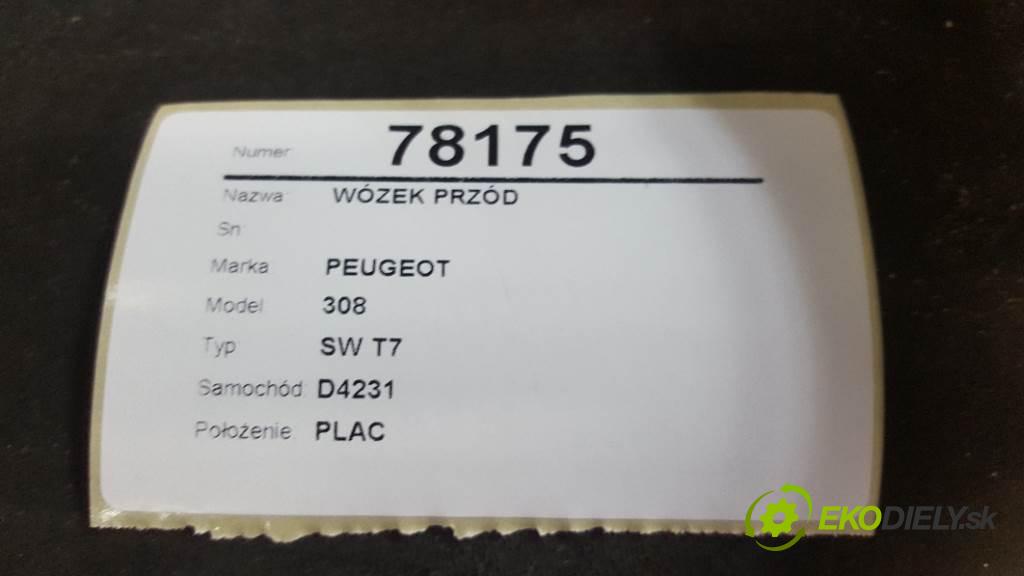 Numer 78175
Nazwa: WÓZEK PRZÓD
Sn:
Marka PEUGEOT
Model 308
Typ SW T7
Samochód: D4231
Położenie PLAC
EKODIELY.sk